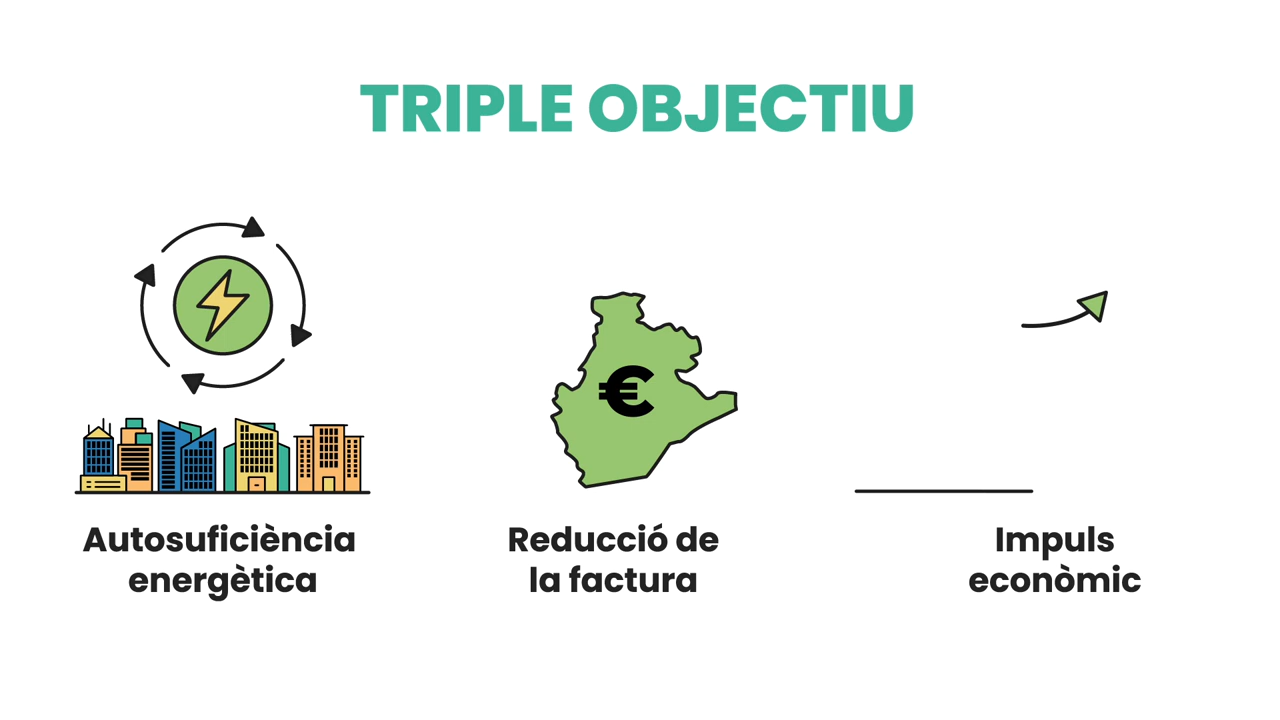 TRIPLE OBJECTIU
€
Autosuficiència
energètica
Reducció de
la factura
Impuls
econòmic